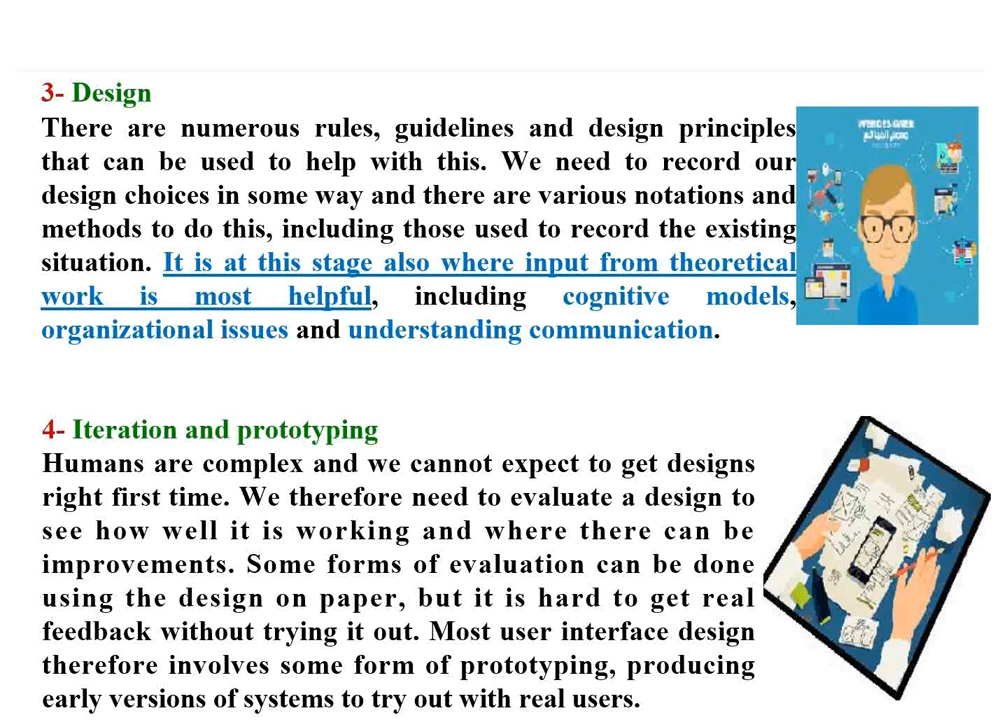 3- Design
There are numerous rules, guidelines and design principles
that can be used to help with this. We need to record our
design choices in some way and there are various notations and
methods to do this, including those used to record the existing
situation. It is at this stage also where input from theoretical
work is most helpful, including cognitive models,
organizational issues and understanding communication.
WEB DESIGNER
4- Iteration and prototyping
Humans are complex and we cannot expect to get designs
right first time. We therefore need to evaluate a design to
see how well it is working and where there can be
improvements. Some forms of evaluation can be done
using the design on paper, but it is hard to get real
feedback without trying it out. Most user interface design
therefore involves some form of prototyping, producing
early versions of systems to try out with real users.